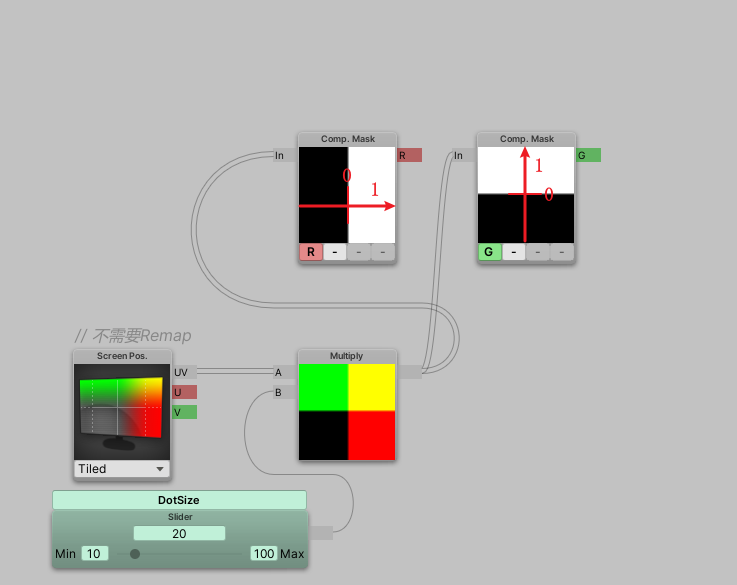 Comp. Mask
Comp. Mask
In
R
In
G
0
1
1
0
R - - -
G - - -
// 不需要Remap
Screen Pos.
Multiply
UV
A
U
B
V
Tiled
DotSize
Slider
20
Min 10
100 Max